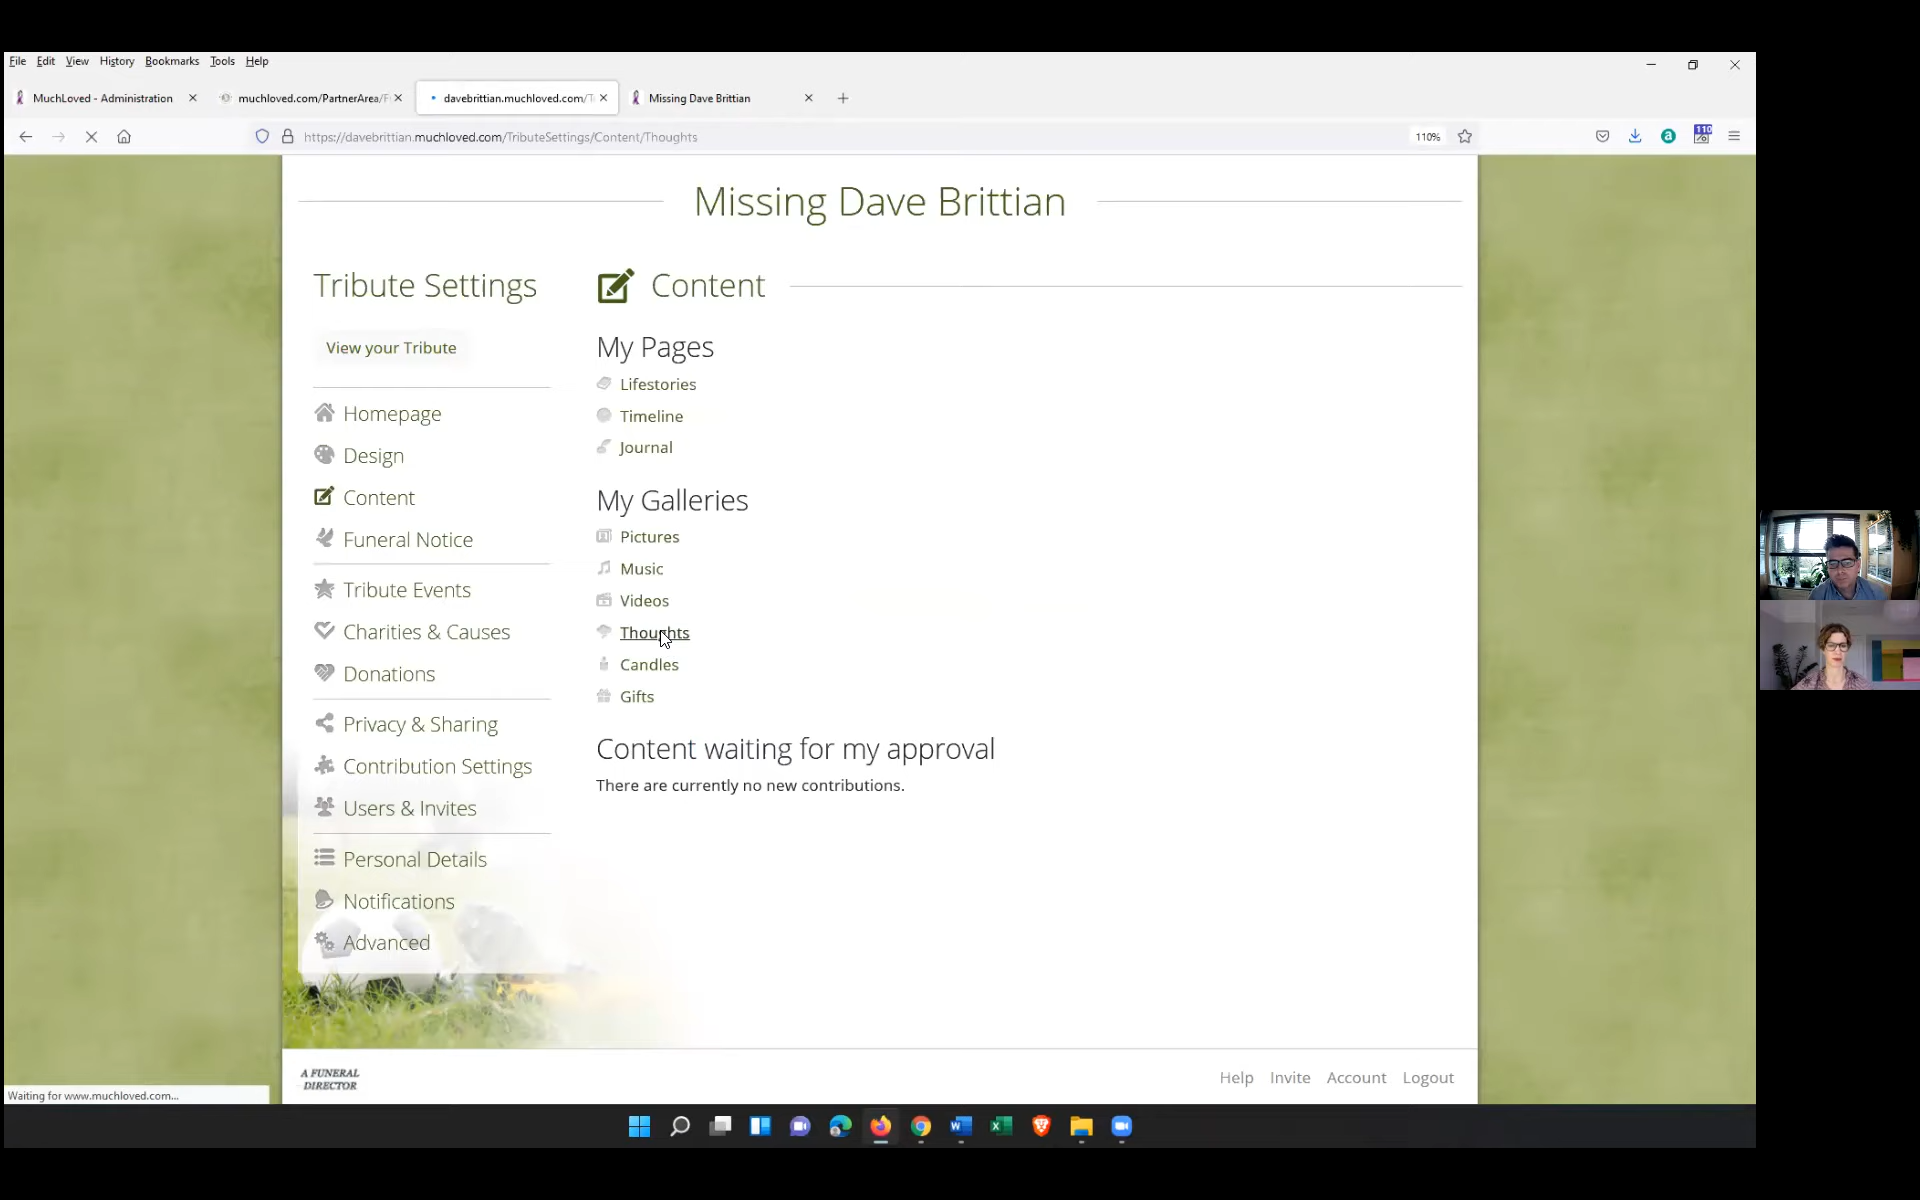 File Edit View History Bookmarks Tools Help
MuchLoved - Administration
muchloved.com/PartnerArea/F
davebrittian.muchloved.com/T
Missing Dave Brittian
https://davebrittian.muchloved.com/TributeSettings/Content/Thoughts
110%
110
Missing Dave Brittian
Tribute Settings
View your Tribute
Homepage
Design
Content
Funeral Notice
Tribute Events
Charities & Causes
Donations
Privacy & Sharing
Contribution Settings
Users & Invites
Personal Details
Notifications
Advanced
Content
My Pages
Lifestories
Timeline
Journal
My Galleries
Pictures
Music
Videos
Thoughts
Candles
Gifts
Content waiting for my approval
There are currently no new contributions.
A FUNERAL
DIRECTOR
Help Invite Account Logout
Waiting for www.muchloved.com...